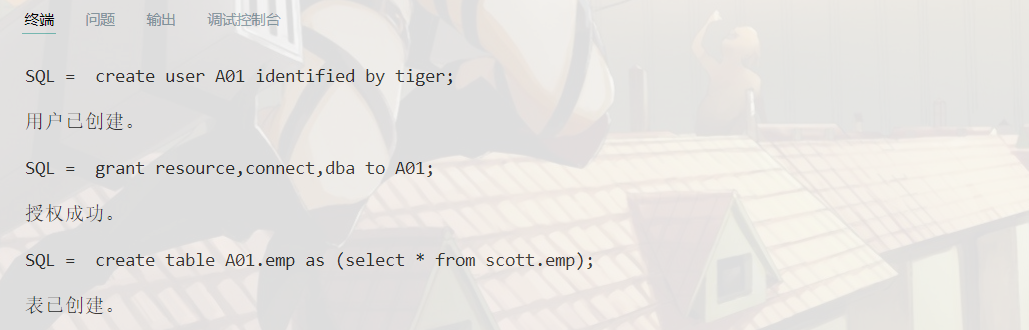 终端 问题 输出 调试控制台
SQL = create user A01 identified by tiger;
用户已创建。
SQL = grant resource,connect,dba to A01;
授权成功。
SQL = create table A01.emp as (select * from scott.emp);
表已创建。